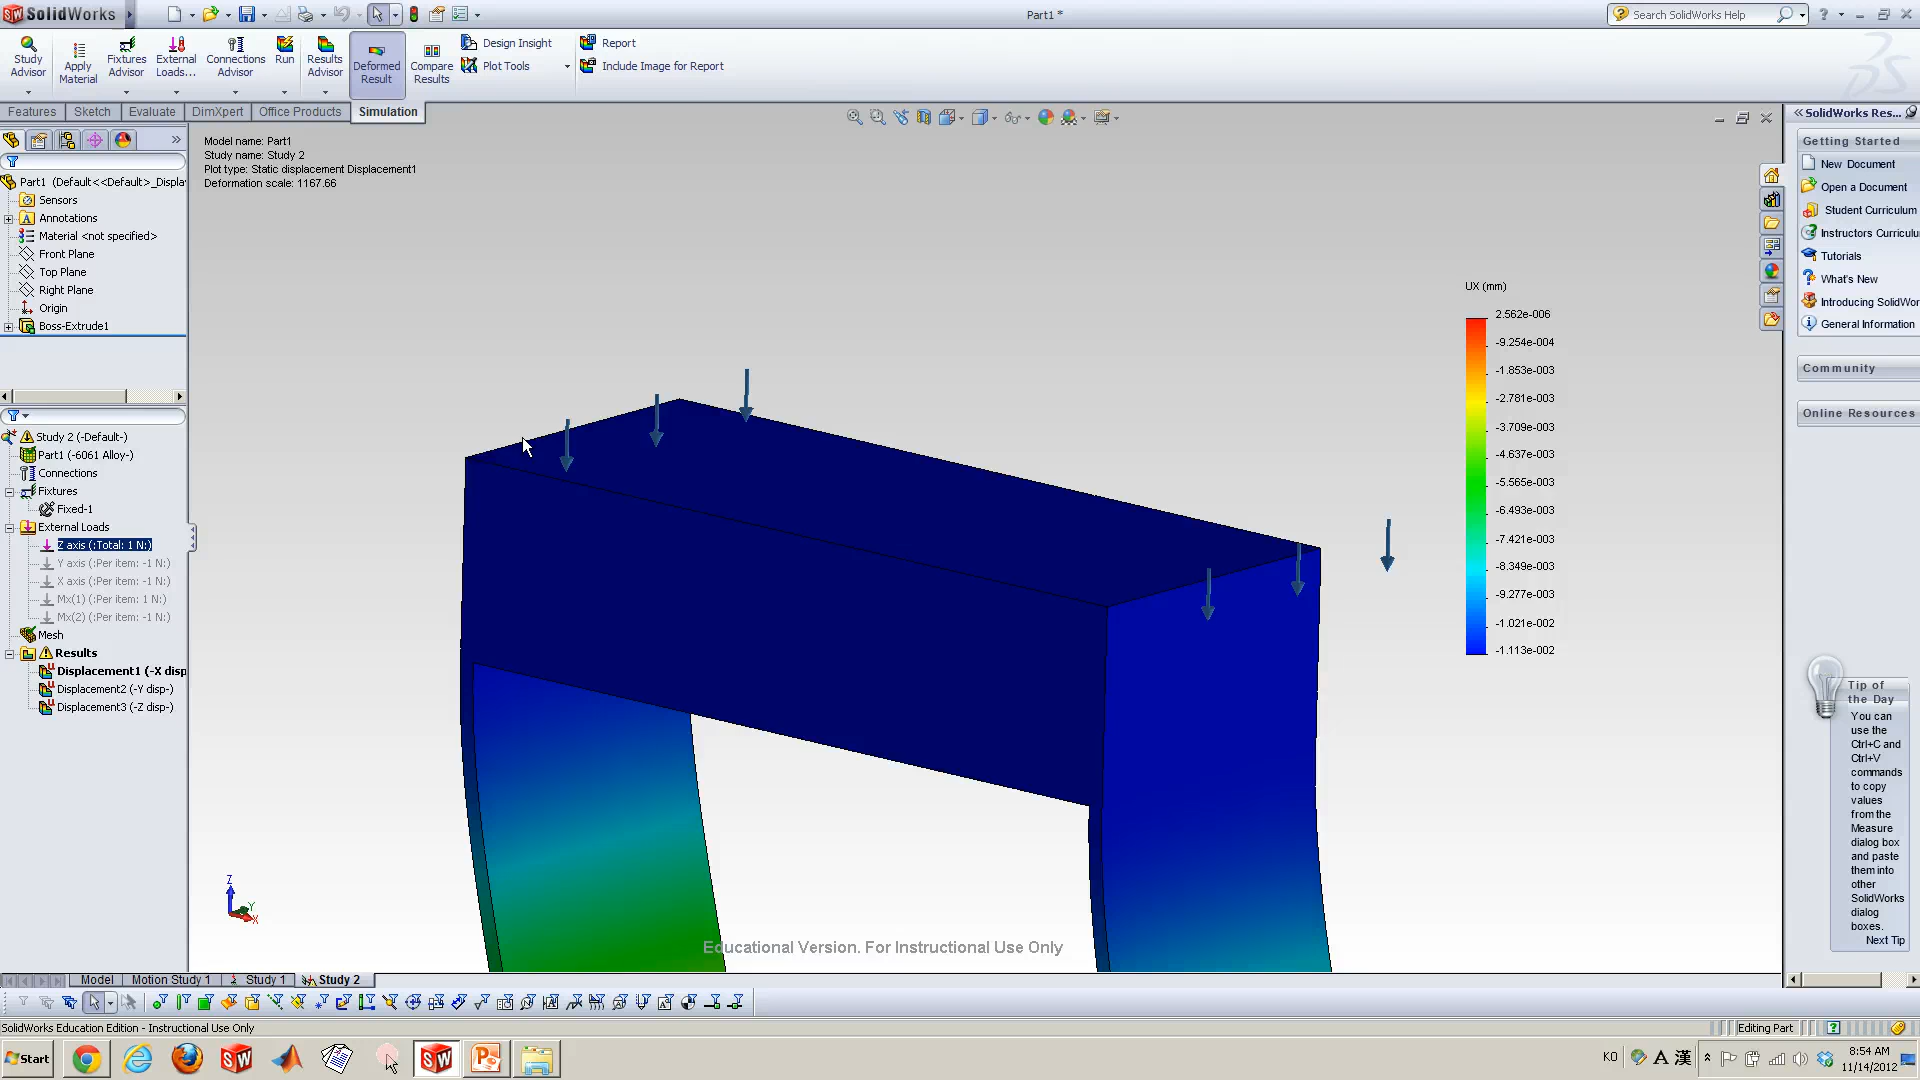 SolidWorks
Part1 *
Search SolidWorks Help
Study Advisor
Apply Material
Fixtures Advisor
External Loads...
Connections Advisor
Run
Results Advisor
Deformed Result
Compare Results
Design Insight
Plot Tools
Report
Include Image for Report
Features
Sketch
Evaluate
DimXpert
Office Products
Simulation
Part1 (Default<<Default>_Displa
Sensors
Annotations
Material <not specified>
Front Plane
Top Plane
Right Plane
Origin
Boss-Extrude1
Study 2 (-Default-)
Part1 (-6061 Alloy-)
Connections
Fixtures
Fixed-1
External Loads
Z axis (:Total: 1 N:)
Y axis (:Per item: -1 N:)
X axis (:Per item: -1 N:)
Mx(1) (:Per item: 1 N:)
Mx(2) (:Per item: -1 N:)
Mesh
Results
Displacement1 (-X disp
Displacement2 (-Y disp-)
Displacement3 (-Z disp-)
Model name: Part1
Study name: Study 2
Plot type: Static displacement Displacement1
Deformation scale: 1167.66
UX (mm)
2.562e-006
-9.254e-004
-1.853e-003
-2.781e-003
-3.709e-003
-4.637e-003
-5.565e-003
-6.493e-003
-7.421e-003
-8.349e-003
-9.277e-003
-1.021e-002
-1.113e-002
Z
Y
X
Educational Version. For Instructional Use Only
SolidWorks Res...
Getting Started
New Document
Open a Document
Student Curriculum
Instructors Curriculu
Tutorials
What's New
Introducing SolidWor
General Information
Community
Online Resources
Tip of
the Day
You can
use the
Ctrl+C and
Ctrl+V
commands
to copy
values
from the
Measure
dialog box
and paste
them into
other
SolidWorks
dialog
boxes.
Next Tip
Model
Motion Study 1
Study 1
Study 2
SolidWorks Education Edition - Instructional Use Only
Editing Part
Start
KO
A 漢
8:54 AM
11/14/2012